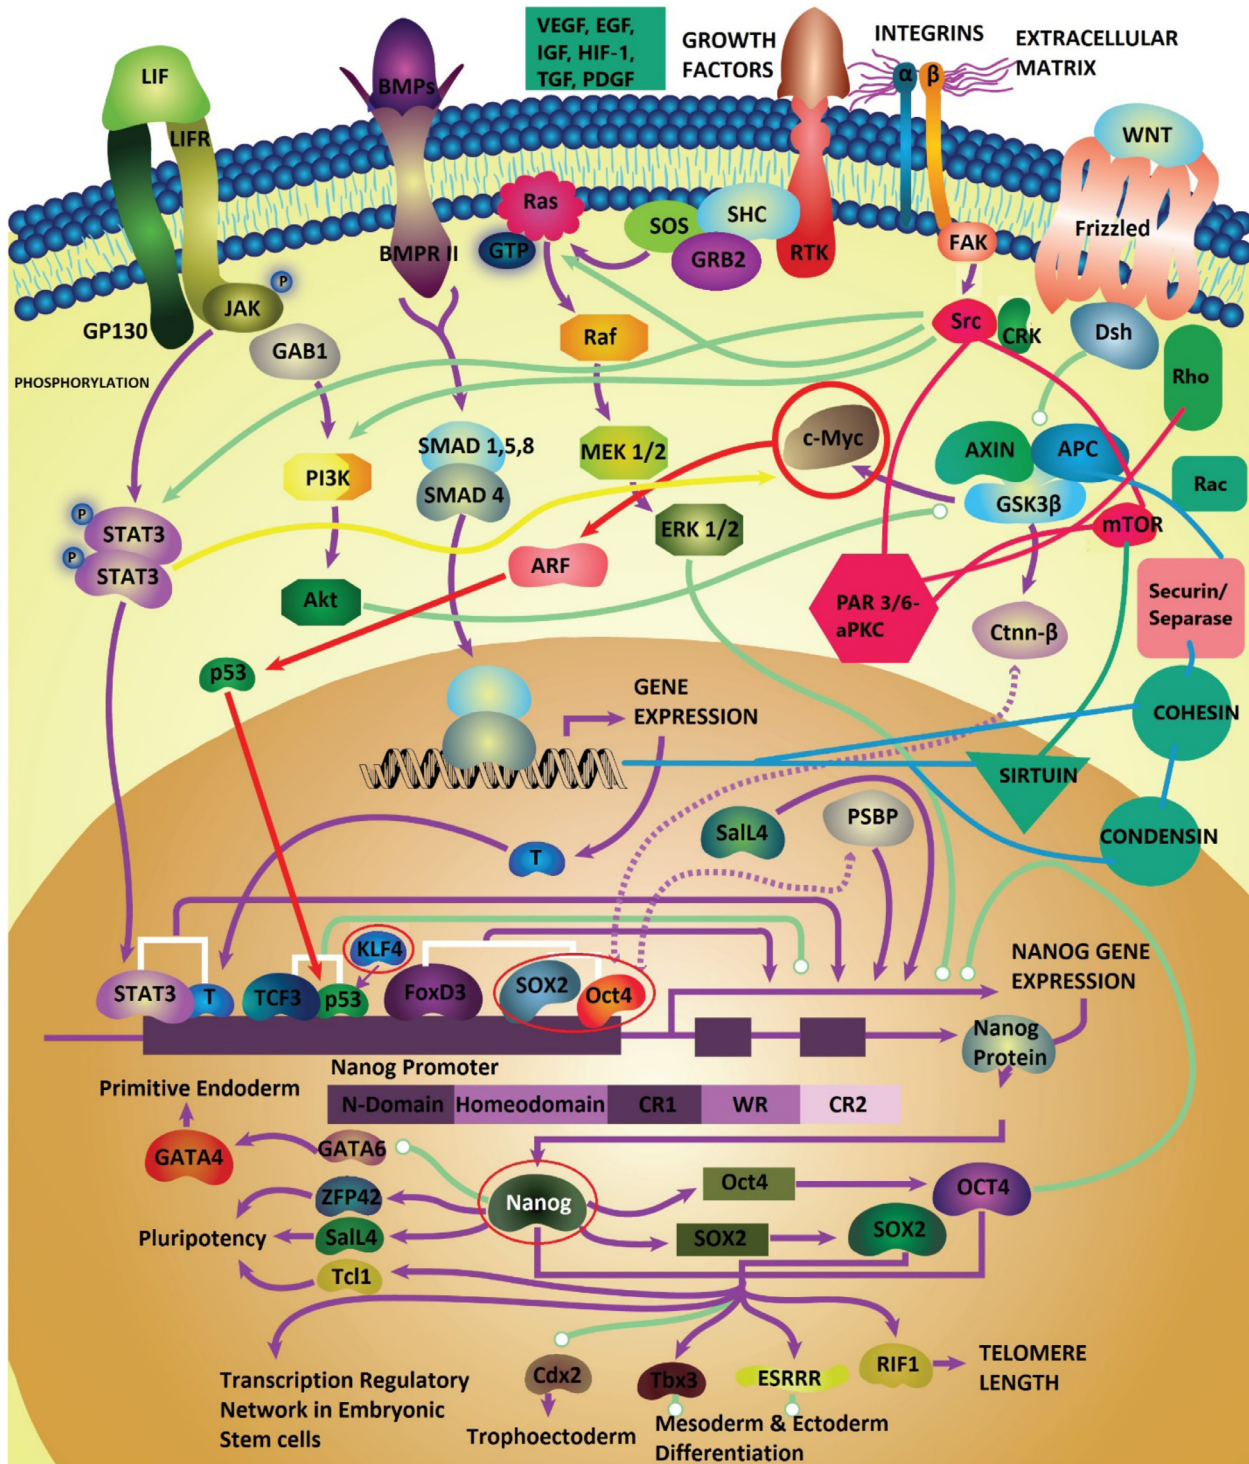 VEGF, EGF,
IGF, HIF-1,
TGF, PDGF
GROWTH
FACTORS
INTEGRINS
EXTRACELLULAR
MATRIX
LIF
BMPs
α
β
WNT
LIFR
Ras
SHC
SOS
GTP
GRB2
RTK
BMPR II
FAK
Frizzled
P
JAK
GP130
GAB1
Raf
Src
CRK
Dsh
Rho
PHOSPHORYLATION
SMAD 1,5,8
MEK 1/2
c-Myc
AXIN
APC
PI3K
SMAD 4
GSK3β
Rac
P
STAT3
ERK 1/2
mTOR
P
STAT3
ARF
Akt
PAR 3/6-
aPKC
Ctnn-β
Securin/
Separase
p53
GENE
EXPRESSION
COHESIN
SIRTUIN
SalL4
PSBP
CONDENSIN
T
KLF4
NANOG GENE
EXPRESSION
STAT3
T
TCF3
p53
FoxD3
SOX2
Oct4
Nanog
Protein
Nanog Promoter
Primitive Endoderm
N-Domain
Homeodomain
CR1
WR
CR2
GATA4
GATA6
ZFP42
Nanog
Oct4
OCT4
Pluripotency
SalL4
SOX2
SOX2
Tcl1
Cdx2
Tbx3
ESRRR
RIF1
TELOMERE
LENGTH
Transcription Regulatory
Network in Embryonic
Stem cells
Trophoectoderm
Mesoderm & Ectoderm
Differentiation